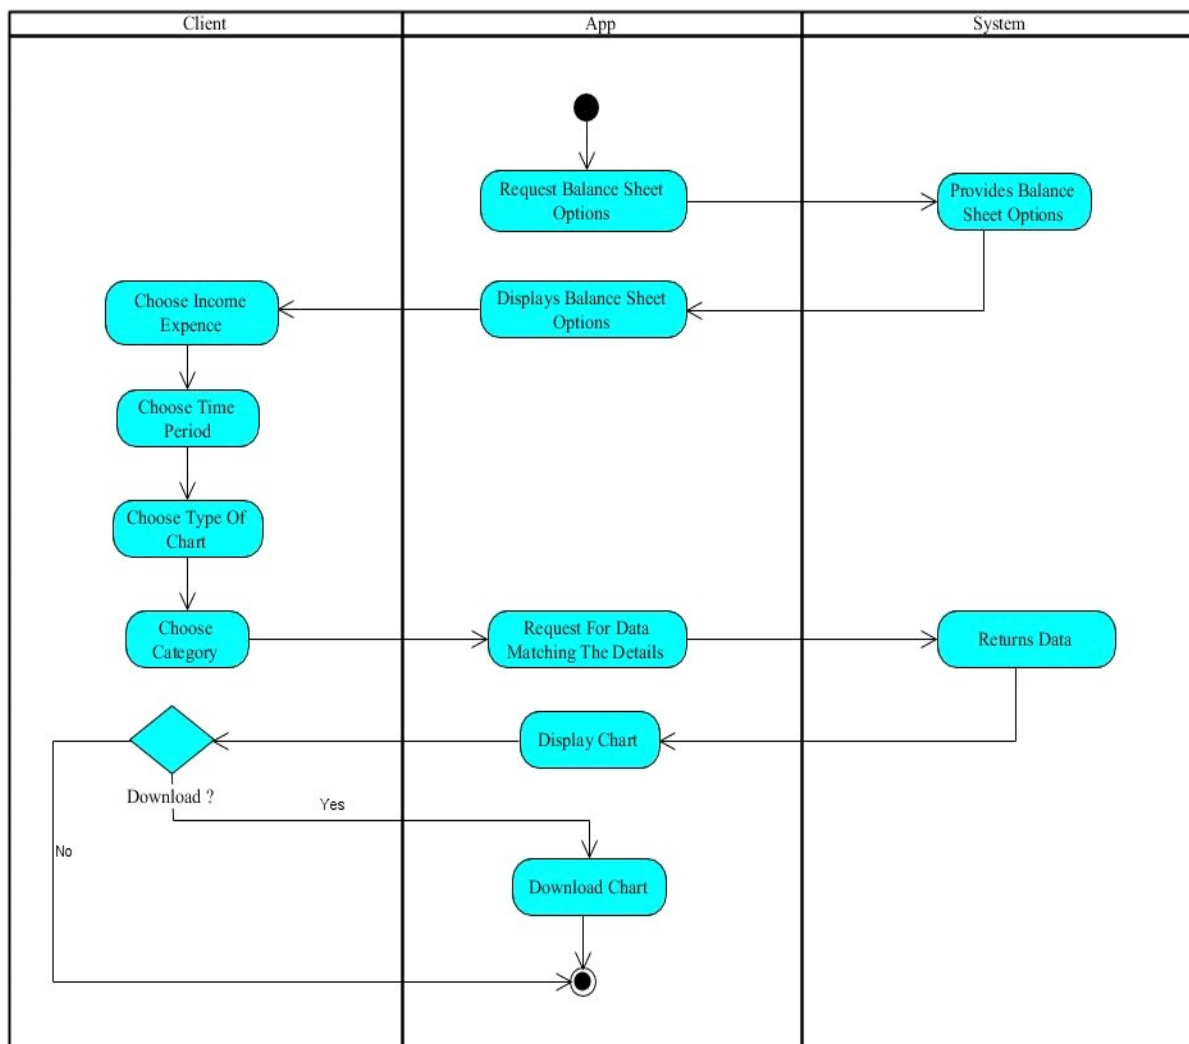 Client
App
System
Request Balance Sheet
Options
Provides Balance
Sheet Options
Choose Income
Expence
Displays Balance Sheet
Options
Choose Time
Period
Choose Type Of
Chart
Choose
Category
Request For Data
Matching The Details
Returns Data
Display Chart
Download ?
Yes
No
Download Chart